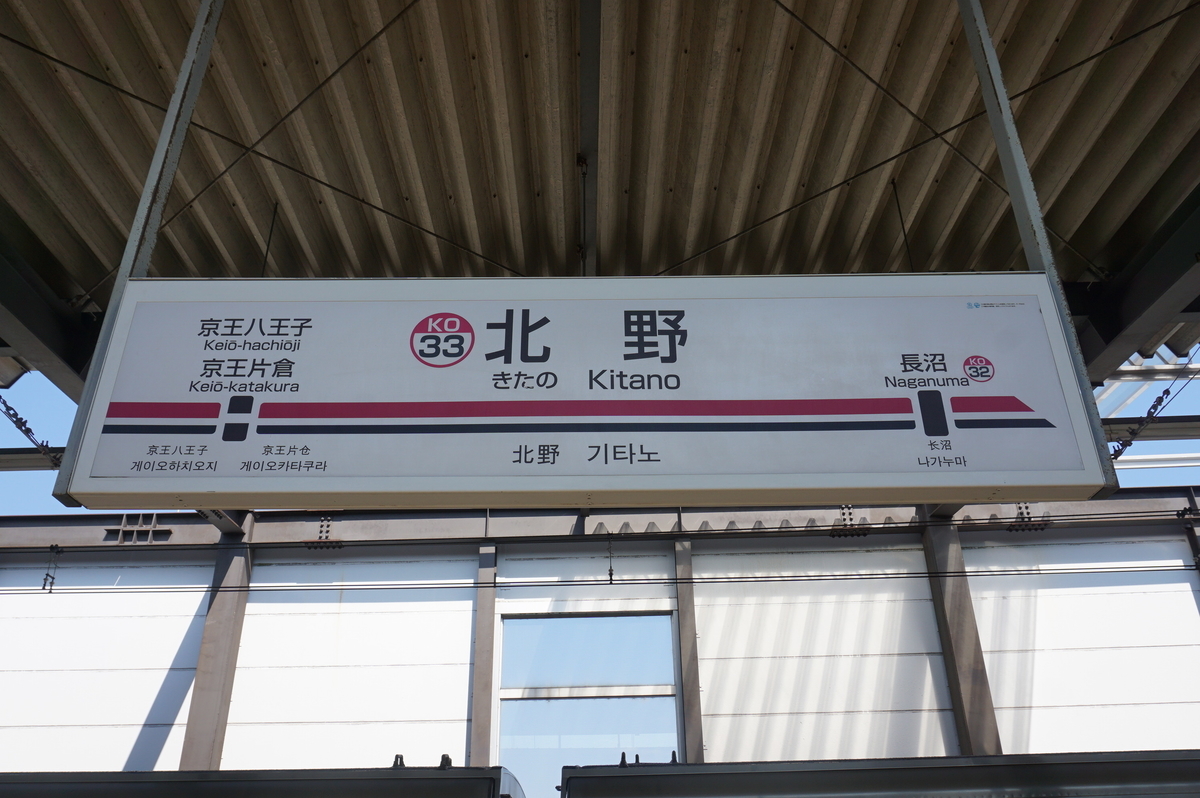 京王八王子
Keiō-hachiōji
京王片倉
Keiō-katakura
KO
33
北野
きたの Kitano
長沼
Naganuma
KO
32
京王八王子
게이오하치오지
京王片仓
게이오카타쿠라
北野 기타노
长沼
나가누마